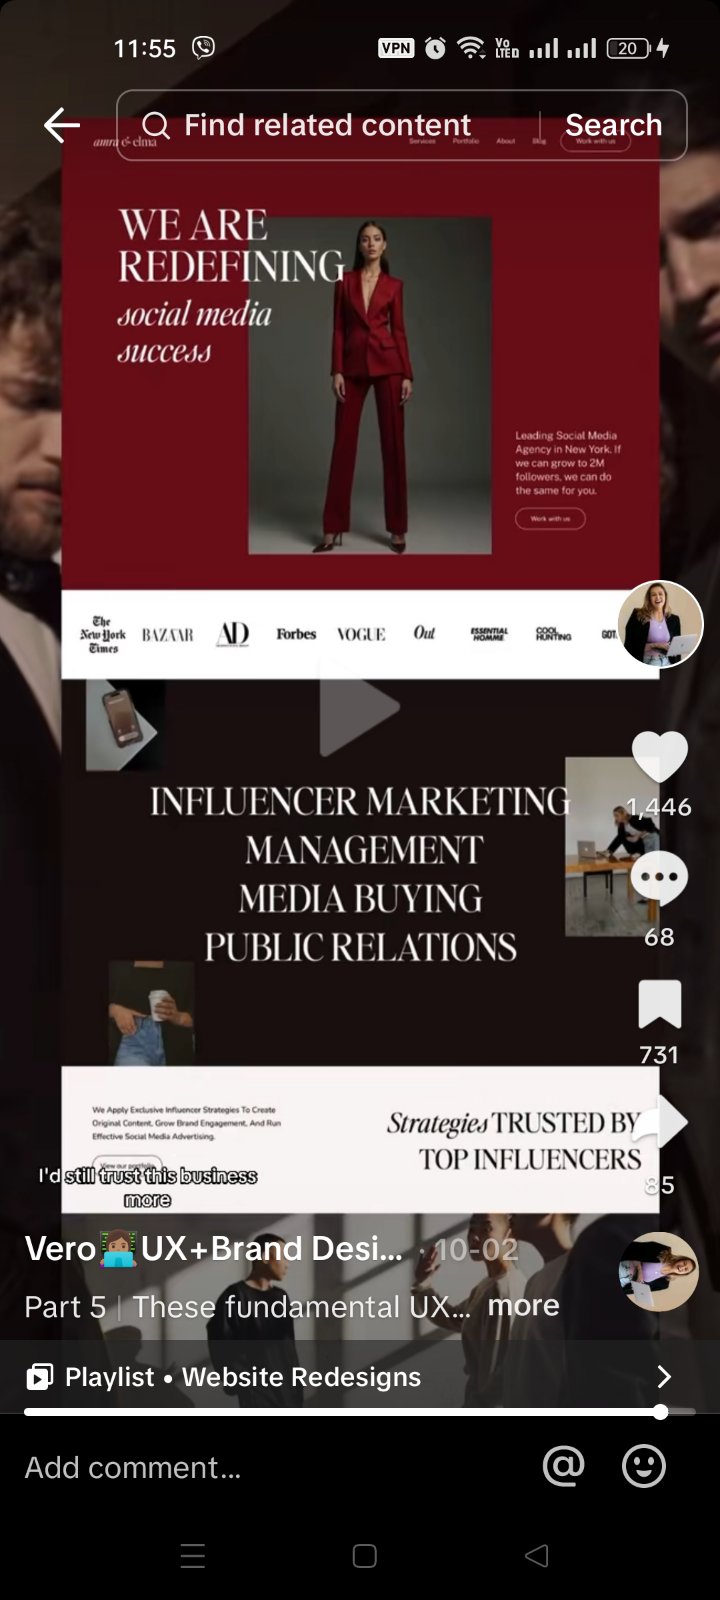 11:55 VPN Vo LTED 20
Find related content Search
amra & elma Services Portfolio About Blog Work with us
WE ARE
REDEFINING
social media
success
Leading Social Media
Agency in New York. If
we can grow to 2M
followers, we can do
the same for you.
Work with us
The New York Times BAZAAR AD Forbes VOGUE Out ESSENTIAL HOMME COOL HUNTING GOT.
INFLUENCER MARKETING
MANAGEMENT
MEDIA BUYING
PUBLIC RELATIONS
1,446
68
731
85
We Apply Exclusive Influencer Strategies To Create
Original Content, Grow Brand Engagement, And Run
Effective Social Media Advertising.
View our portfolio
Strategies TRUSTED BY
TOP INFLUENCERS
I'd still trust this business
more
Vero UX+Brand Desi... · 10-02
Part 5 | These fundamental UX... more
Playlist • Website Redesigns
Add comment...